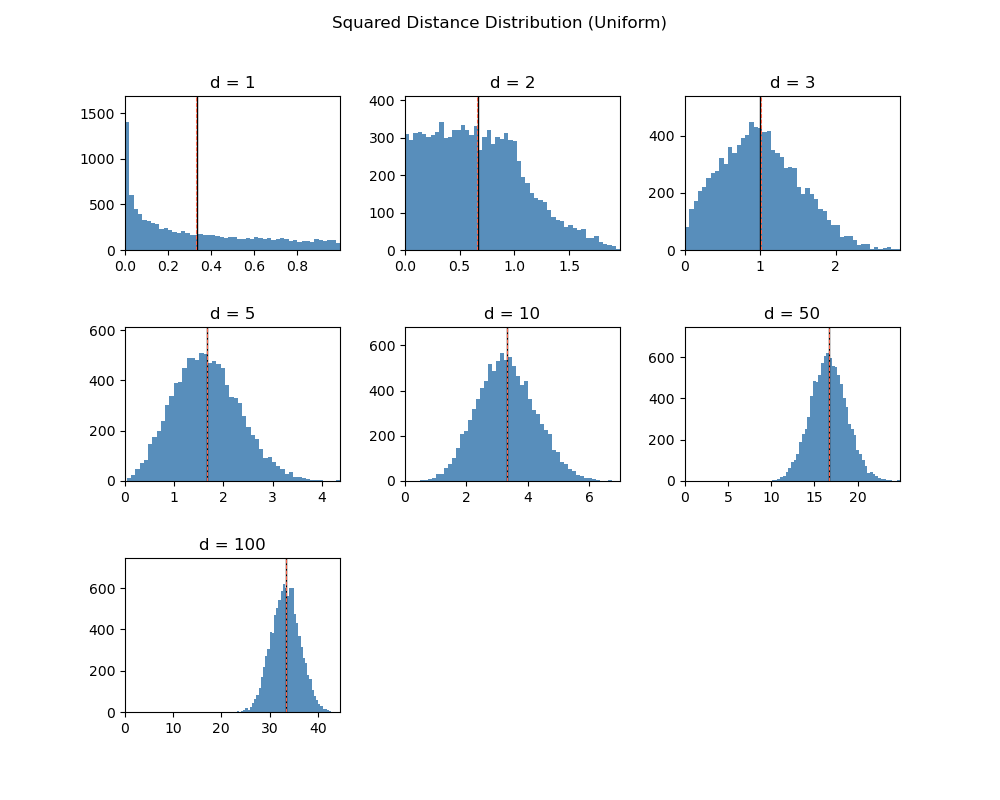 Squared Distance Distribution (Uniform)
d = 1
d = 2
d = 3
1500
1000
500
0
0.0 0.2 0.4 0.6 0.8
400
300
200
100
0
0.0 0.5 1.0 1.5
400
200
0
0 1 2
d = 5
d = 10
d = 50
600
400
200
0
0 1 2 3 4
600
400
200
0
0 2 4 6
600
400
200
0
0 5 10 15 20
d = 100
600
400
200
0
0 10 20 30 40